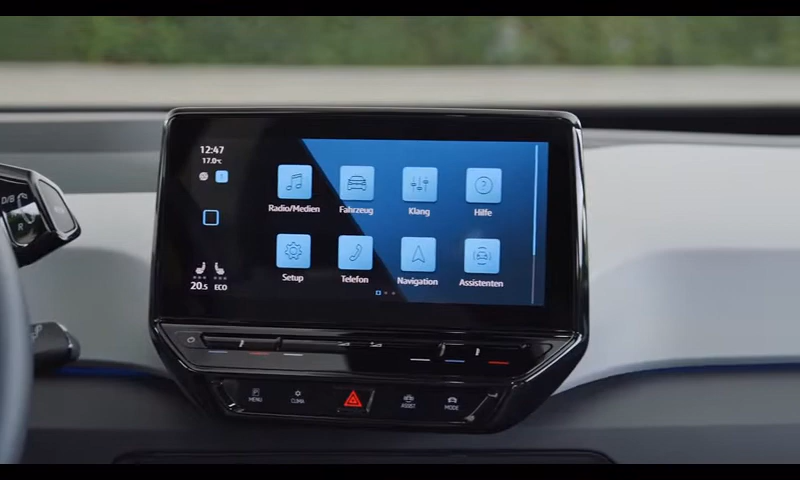 12:47
17.0°C
Radio/Medien
Fahrzeug
Klang
Hilfe
Setup
Telefon
Navigation
Assistenten
20.5
ECO
D/B
R
MENU
CLIMA
ASSIST
MODE